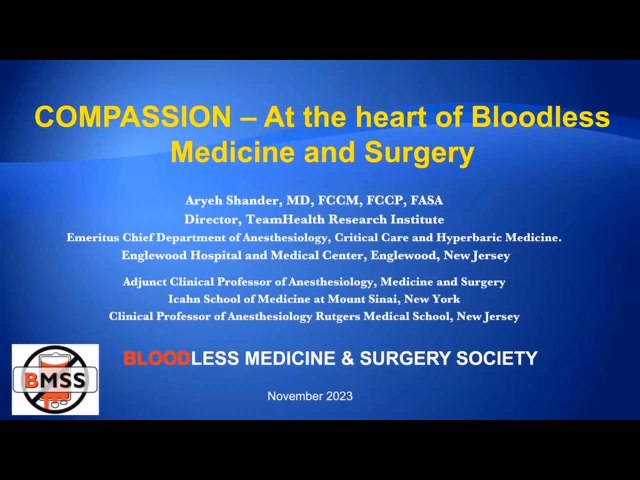 COMPASSION – At the heart of Bloodless
Medicine and Surgery
Aryeh Shander, MD, FCCM, FCCP, FASA
Director, TeamHealth Research Institute
Emeritus Chief Department of Anesthesiology, Critical Care and Hyperbaric Medicine.
Englewood Hospital and Medical Center, Englewood, New Jersey
Adjunct Clinical Professor of Anesthesiology, Medicine and Surgery
Icahn School of Medicine at Mount Sinai, New York
Clinical Professor of Anesthesiology Rutgers Medical School, New Jersey
BLOODLESS MEDICINE & SURGERY SOCIETY
BMSS
November 2023